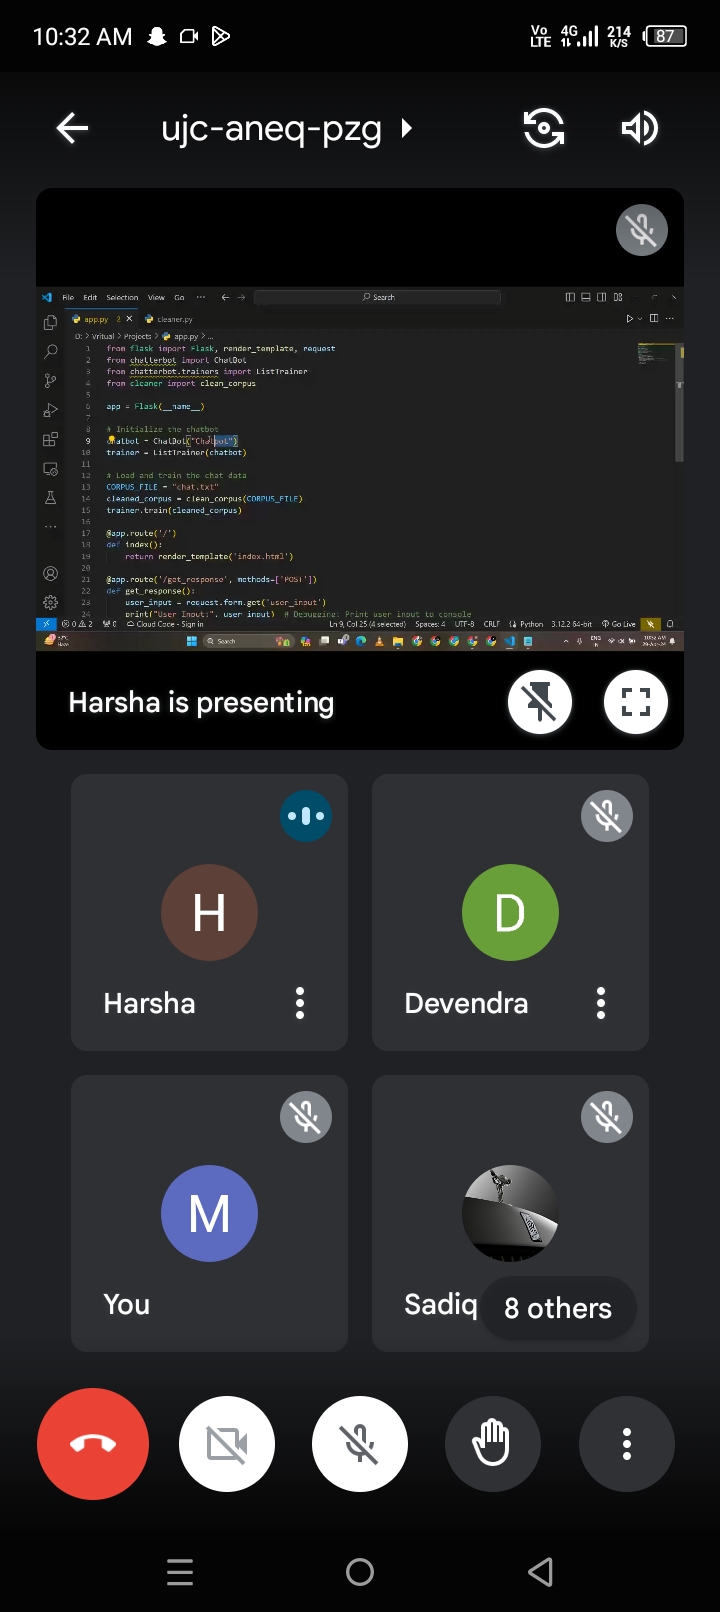 10:32 AM
Vo LTE 4G 214 K/S 87
ujc-aneq-pzg
File Edit Selection View Go ... Search
app.py 2 cleaner.py
D: > Vritual > Projects > app.py > ...
1 from flask import Flask, render_template, request
2 from chatterbot import ChatBot
3 from chatterbot.trainers import ListTrainer
4 from cleaner import clean_corpus
5
6 app = Flask(__name__)
7
8 # Initialize the chatbot
9 chatbot = ChatBot("Chatpot")
10 trainer = ListTrainer(chatbot)
11
12 # Load and train the chat data
13 CORPUS_FILE = "chat.txt"
14 cleaned_corpus = clean_corpus(CORPUS_FILE)
15 trainer.train(cleaned_corpus)
16
17 @app.route('/')
18 def index():
19 return render_template('index.html')
20
21 @app.route('/get_response', methods=['POST'])
22 def get_response():
23 user_input = request.form.get('user_input')
24 print("User Input:", user_input) # Debugging: Print user input to console
0 2 0 Cloud Code - Sign in Ln 9, Col 25 (4 selected) Spaces: 4 UTF-8 CRLF Python 3.12.2 64-bit Go Live
Search ENG IN 10:32 AM
Harsha is presenting
H
Harsha
D
Devendra
M
You
Sadiq
8 others